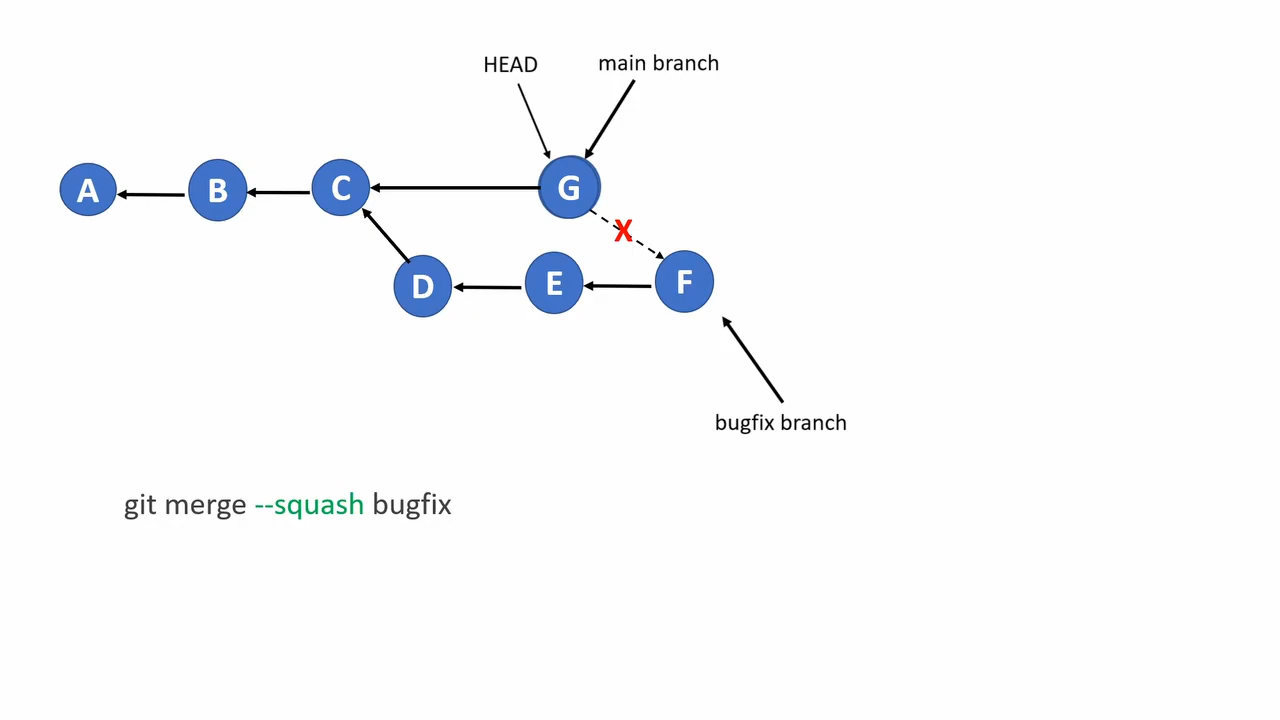 HEAD main branch
A B C G
X
D E F
bugfix branch
git merge --squash bugfix